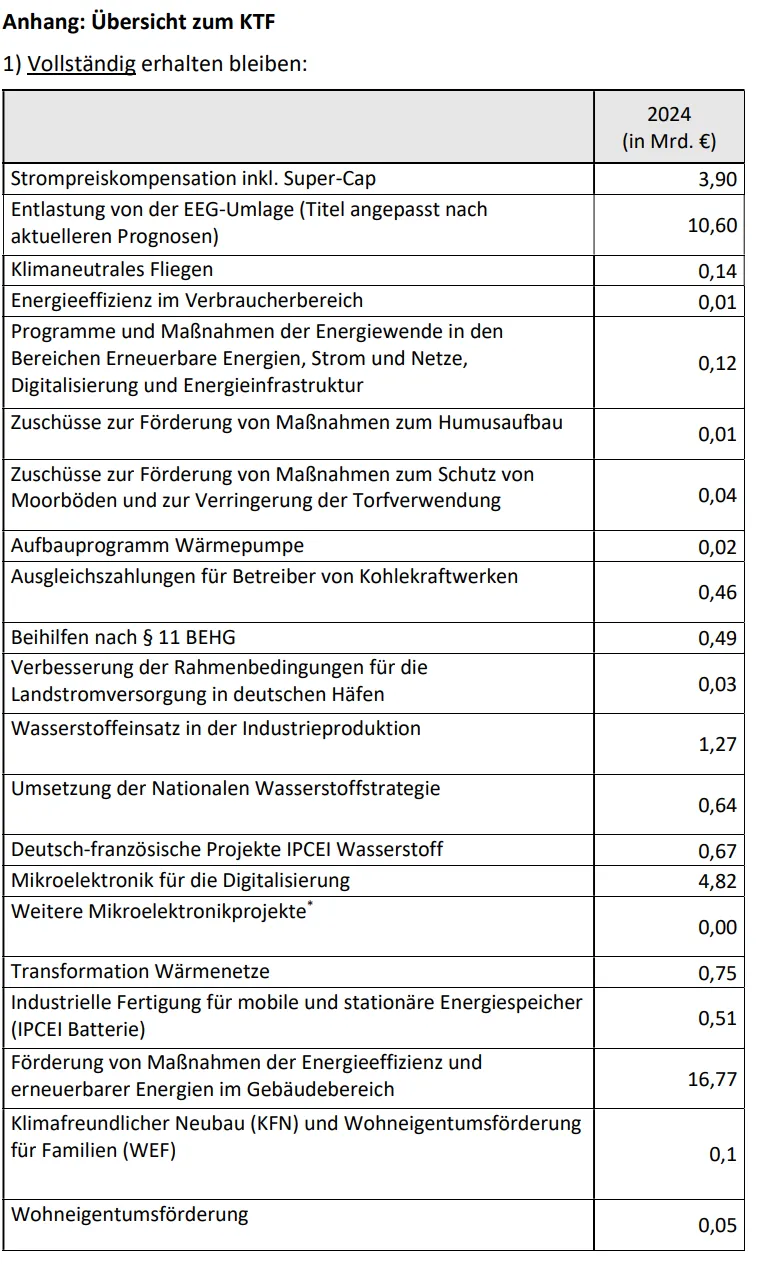 Anhang: Übersicht zum KTF
1) Vollständig erhalten bleiben:
2024
(in Mrd. €)
Strompreiskompensation inkl. Super-Cap 3,90
Entlastung von der EEG-Umlage (Titel angepasst nach
aktuelleren Prognosen) 10,60
Klimaneutrales Fliegen 0,14
Energieeffizienz im Verbraucherbereich 0,01
Programme und Maßnahmen der Energiewende in den
Bereichen Erneuerbare Energien, Strom und Netze,
Digitalisierung und Energieinfrastruktur 0,12
Zuschüsse zur Förderung von Maßnahmen zum Humusaufbau 0,01
Zuschüsse zur Förderung von Maßnahmen zum Schutz von
Moorböden und zur Verringerung der Torfverwendung 0,04
Aufbauprogramm Wärmepumpe 0,02
Ausgleichszahlungen für Betreiber von Kohlekraftwerken 0,46
Beihilfen nach § 11 BEHG 0,49
Verbesserung der Rahmenbedingungen für die
Landstromversorgung in deutschen Häfen 0,03
Wasserstoffeinsatz in der Industrieproduktion 1,27
Umsetzung der Nationalen Wasserstoffstrategie 0,64
Deutsch-französische Projekte IPCEI Wasserstoff 0,67
Mikroelektronik für die Digitalisierung 4,82
Weitere Mikroelektronikprojekte* 0,00
Transformation Wärmenetze 0,75
Industrielle Fertigung für mobile und stationäre Energiespeicher
(IPCEI Batterie) 0,51
Förderung von Maßnahmen der Energieeffizienz und
erneuerbarer Energien im Gebäudebereich 16,77
Klimafreundlicher Neubau (KFN) und Wohneigentumsförderung
für Familien (WEF) 0,1
Wohneigentumsförderung 0,05